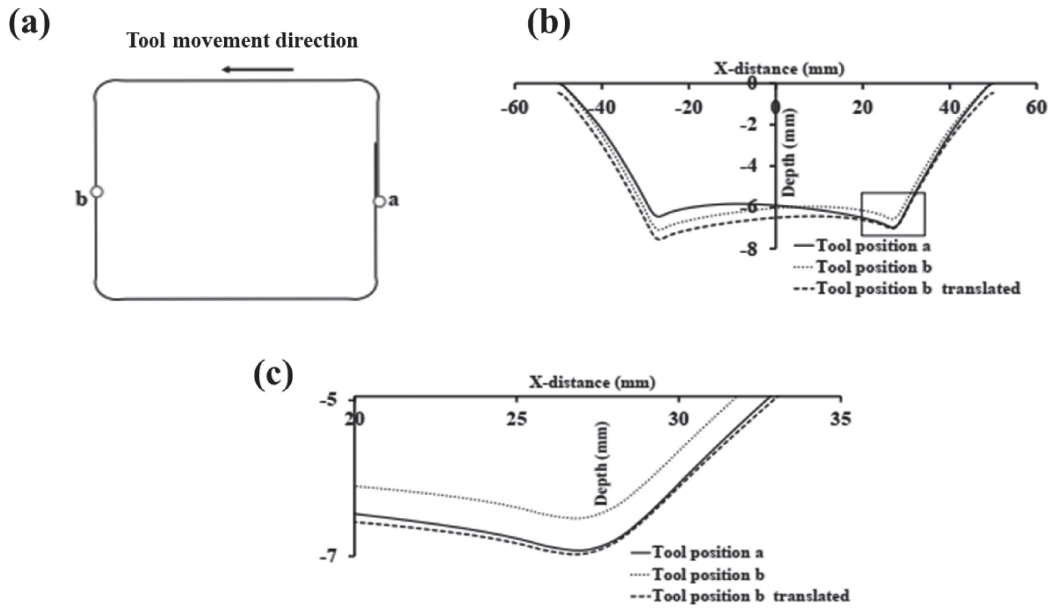 (a)
Tool movement direction
b
a
(b)
X-distance (mm)
-60
-40
-20
0
0
20
40
60
-2
-4
-6
-8
Depth (mm)
Tool position a
Tool position b
Tool position b translated
(c)
X-distance (mm)
-5
20
25
30
35
Depth (mm)
-7
Tool position a
Tool position b
Tool position b translated